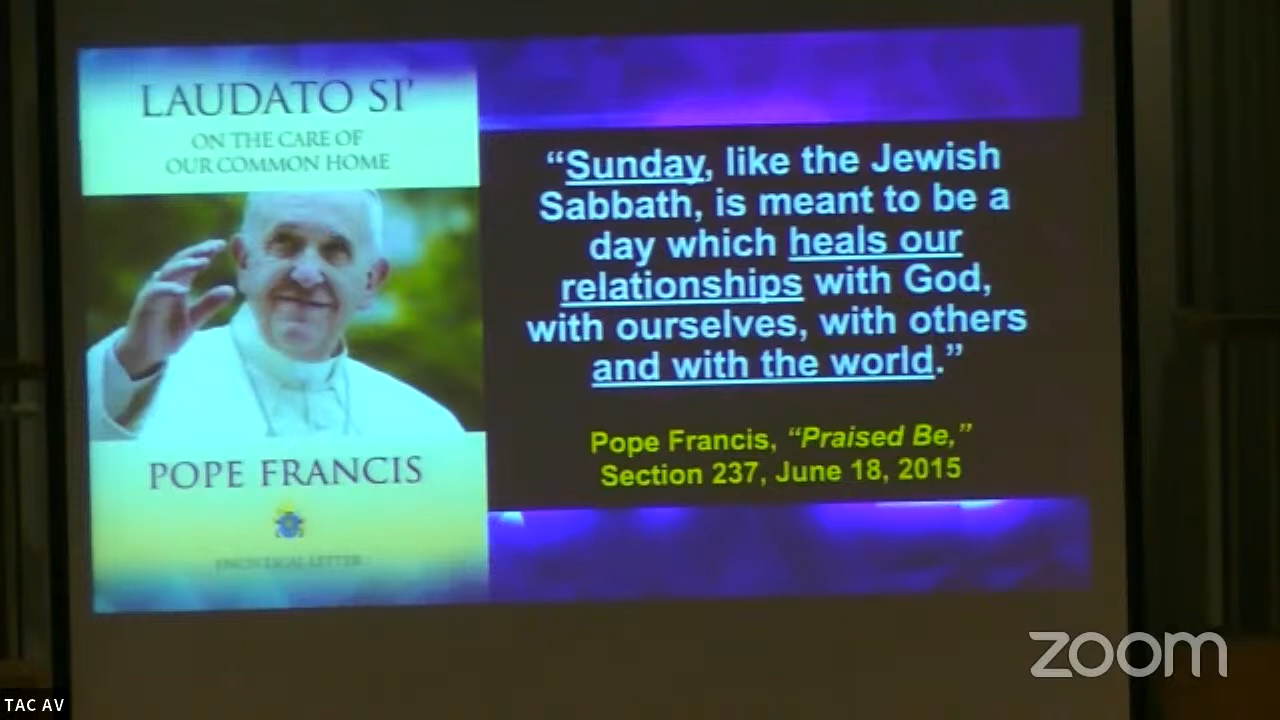 LAUDATO SI'
ON THE CARE OF
OUR COMMON HOME
POPE FRANCIS
ENCYCLICAL LETTER
“Sunday, like the Jewish
Sabbath, is meant to be a
day which heals our
relationships with God,
with ourselves, with others
and with the world.”
Pope Francis, “Praised Be,”
Section 237, June 18, 2015
zoom
TAC AV